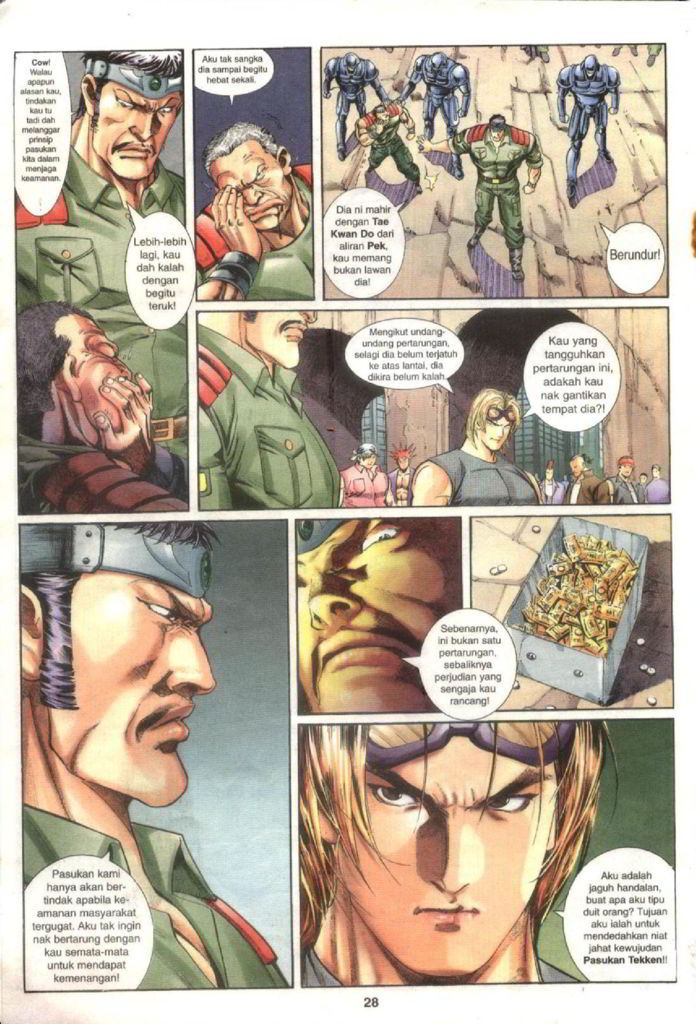 Cow!
Walau
apapun
alasan kau,
tindakan
kau tu
tadi dah
melanggar
prinsip
pasukan
kita dalam
menjaga
keamanan.
Lebih-lebih
lagi, kau
dah kalah
dengan
begitu
teruk!
Aku tak sangka
dia sampai begitu
hebat sekali.
Dia ni mahir
dengan Tae
Kwan Do dari
aliran Pek,
kau memang
bukan lawan
dia!
Berundur!
Mengikut undang-
undang pertarungan,
selagi dia belum terjatuh
ke atas lantai, dia
dikira belum kalah.
Kau yang
tangguhkan
pertarungan ini,
adakah kau
nak gantikan
tempat dia?!
Sebenarnya,
ini bukan satu
pertarungan,
sebaliknya
perjudian yang
sengaja kau
rancang!
Pasukan kami
hanya akan ber-
tindak apabila ke-
amanan masyarakat
tergugat. Aku tak ingin
nak bertarung dengan
kau semata-mata
untuk mendapat
kemenangan!
Aku adalah
jaguh handalan,
buat apa aku tipu
duit orang? Tujuan
aku ialah untuk
mendedahkan niat
jahat kewujudan
Pasukan Tekken!!
28